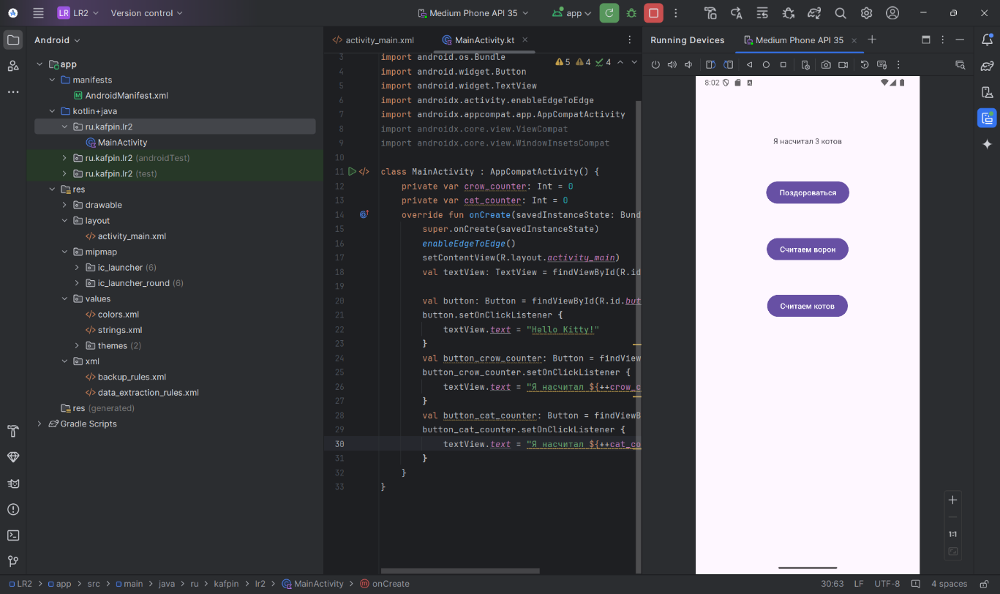 LR LR2 Version control
Medium Phone API 35
app
Android
app
manifests
AndroidManifest.xml
kotlin+java
ru.kafpin.lr2
MainActivity
ru.kafpin.lr2 (androidTest)
ru.kafpin.lr2 (test)
res
drawable
layout
activity_main.xml
mipmap
ic_launcher (6)
ic_launcher_round (6)
values
colors.xml
strings.xml
themes (2)
xml
backup_rules.xml
data_extraction_rules.xml
res (generated)
Gradle Scripts
activity_main.xml MainActivity.kt
5 4 4
3 import android.os.Bundle
4 import android.widget.Button
5 import android.widget.TextView
6 import androidx.activity.enableEdgeToEdge
7 import androidx.appcompat.app.AppCompatActivity
8 import androidx.core.view.ViewCompat
9 import androidx.core.view.WindowInsetsCompat
10
11 class MainActivity : AppCompatActivity() {
12 private var crow_counter: Int = 0
13 private var cat_counter: Int = 0
14 override fun onCreate(savedInstanceState: Bund
15 super.onCreate(savedInstanceState)
16 enableEdgeToEdge()
17 setContentView(R.layout.activity_main)
18 val textView: TextView = findViewById(R.id
19
20 val button: Button = findViewById(R.id.but
21 button.setOnClickListener {
22 textView.text = "Hello Kitty!"
23 }
24 val button_crow_counter: Button = findView
25 button_crow_counter.setOnClickListener {
26 textView.text = "Я насчитал ${++crow_c
27 }
28 val button_cat_counter: Button = findViewB
29 button_cat_counter.setOnClickListener {
30 textView.text = "Я насчитал ${++cat_co
31 }
32 }
33 }
Running Devices Medium Phone API 35
8:02
Я насчитал 3 котов
Поздороваться
Считаем ворон
Считаем котов
1:1
LR2 app src main java ru kafpin lr2 MainActivity onCreate
30:63 LF UTF-8 4 spaces